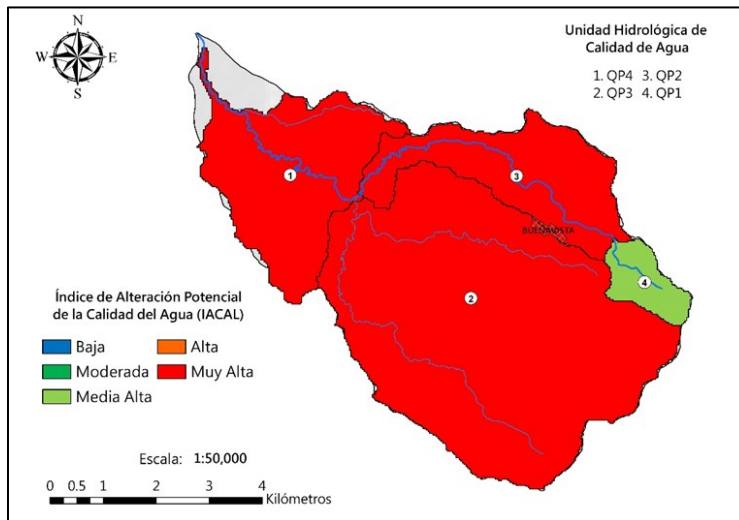 N
W E
S
Unidad Hidrológica de
Calidad de Agua
1. QP4 3. QP2
2. QP3 4. QP1
1
3
BUENAVISTA
4
2
Índice de Alteración Potencial
de la Calidad del Agua (IACAL)
Baja Alta
Moderada Muy Alta
Media Alta
Escala: 1:50,000
0 0.5 1 2 3 4
Kilómetros